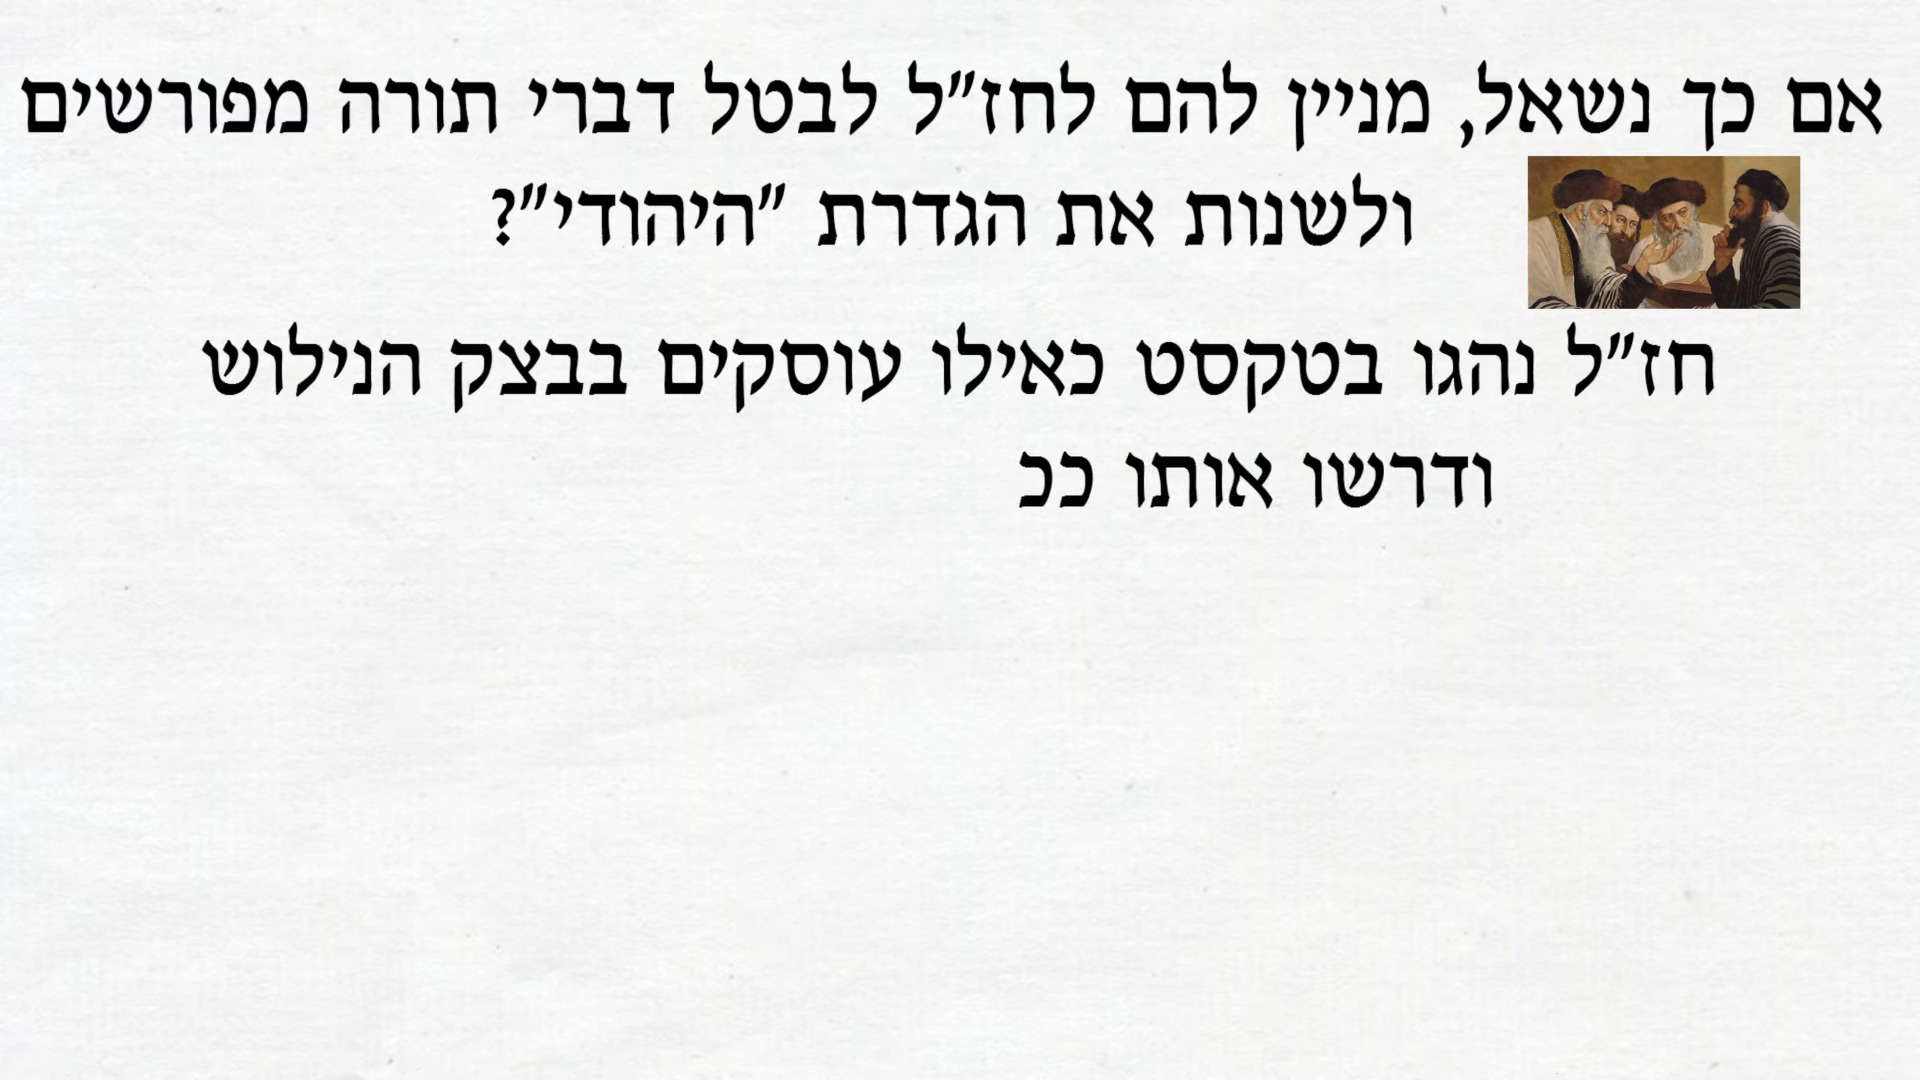 אם כך נשאל, מניין להם לחז"ל לבטל דברי תורה מפורשים
ולשנות את הגדרת "היהודי"?
חז"ל נהגו בטקסט כאילו עוסקים בבצק הנילוש
ודרשו אותו ככ